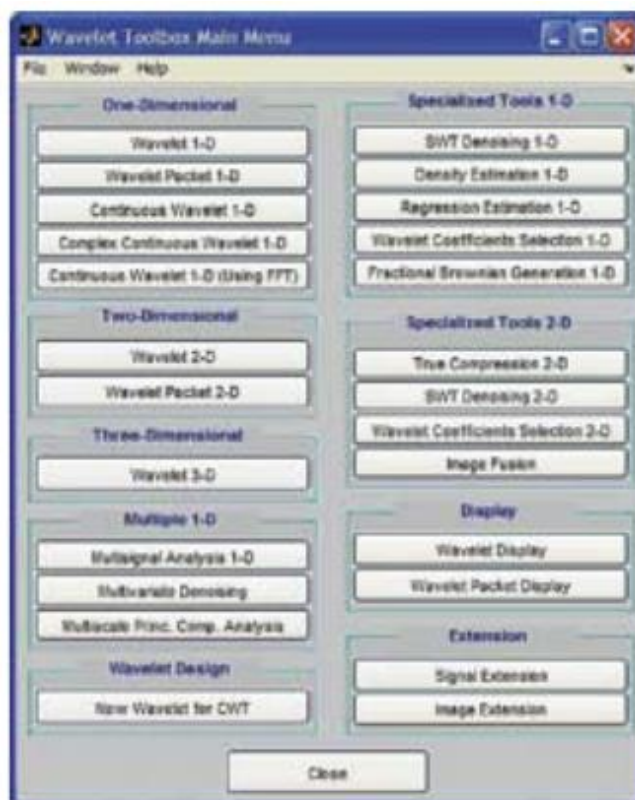 Wavelet Toolbox Main Menu
File Window Help
One-Dimensional
Wavelet 1-D
Wavelet Packet 1-D
Continuous Wavelet 1-D
Complex Continuous Wavelet 1-D
Continuous Wavelet 1-D (Using FFT)
Two-Dimensional
Wavelet 2-D
Wavelet Packet 2-D
Three-Dimensional
Wavelet 3-D
Multiple 1-D
Multisignal Analysis 1-D
Multivariate Denoising
Multiscale Princ. Comp. Analysis
Wavelet Design
New Wavelet for CWT
Specialized Tools 1-D
SWT Denoising 1-D
Density Estimation 1-D
Regression Estimation 1-D
Wavelet Coefficients Selection 1-D
Fractional Brownian Generation 1-D
Specialized Tools 2-D
True Compression 2-D
SWT Denoising 2-D
Wavelet Coefficients Selection 2-D
Image Fusion
Display
Wavelet Display
Wavelet Packet Display
Extension
Signal Extension
Image Extension
Close